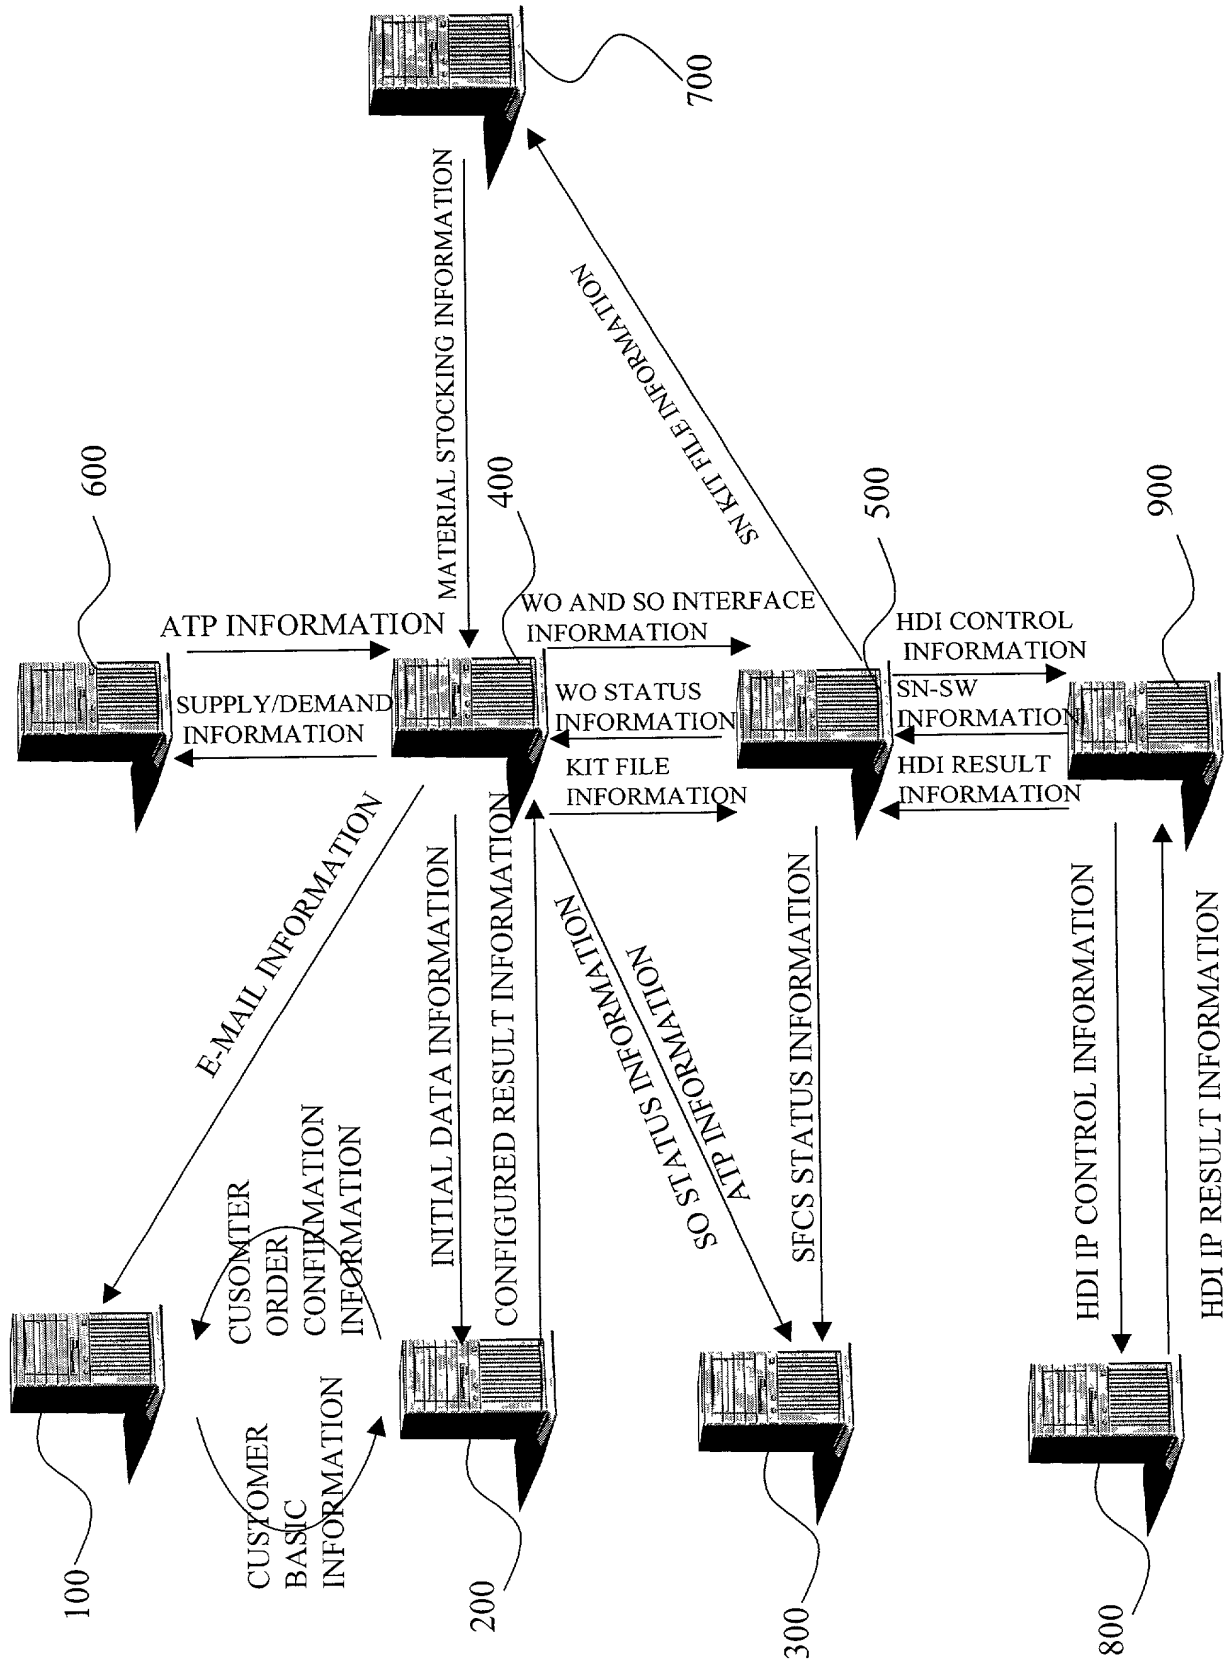 600
ATP INFORMATION
SUPPLY/DEMAND
INFORMATION
700
MATERIAL STOCKING INFORMATION
400
E-MAIL INFORMATION
100
CUSOMTER
ORDER
CONFIRMATION
INFORMATION
CUSTOMER
BASIC
INFORMATION
200
INITIAL DATA INFORMATION
CONFIGURED RESULT INFORMATION
WO AND SO INTERFACE
INFORMATION
WO STATUS
INFORMATION
KIT FILE
INFORMATION
SN KIT FILE INFORMATION
500
SO STATUS INFORMATION
ATP INFORMATION
SFCS STATUS INFORMATION
300
HDI CONTROL
INFORMATION
SN-SW
INFORMATION
HDI RESULT
INFORMATION
900
HDI IP CONTROL INFORMATION
HDI IP RESULT INFORMATION
800